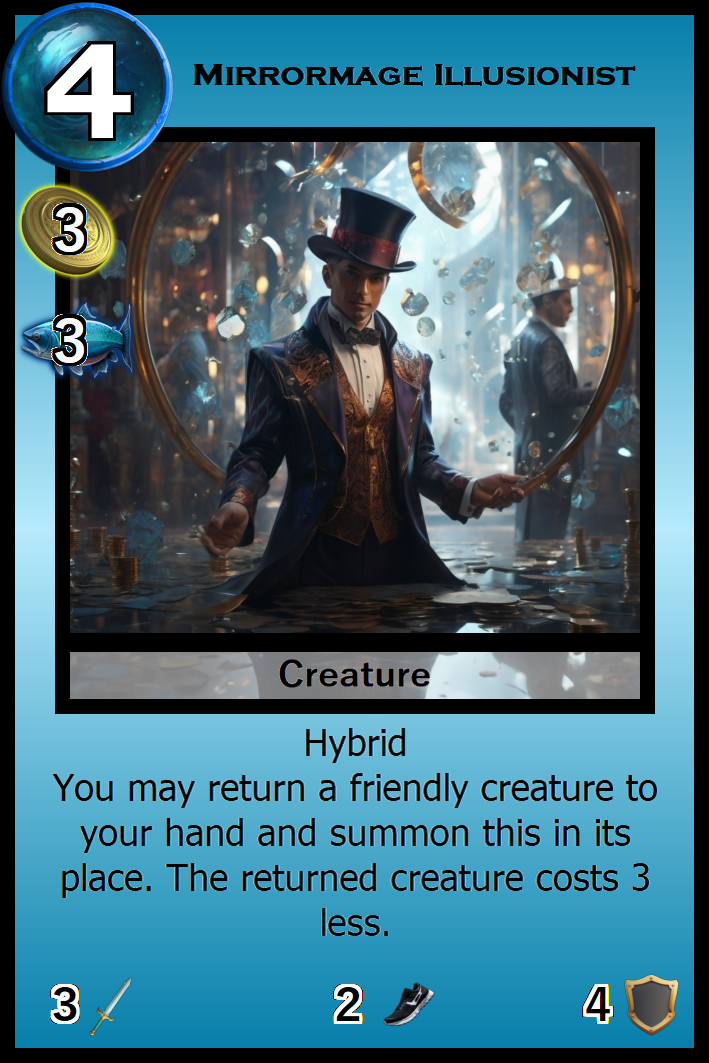 4
Mirrormage Illusionist
3
3
Creature
Hybrid
You may return a friendly creature to
your hand and summon this in its
place. The returned creature costs 3
less.
3
2
4